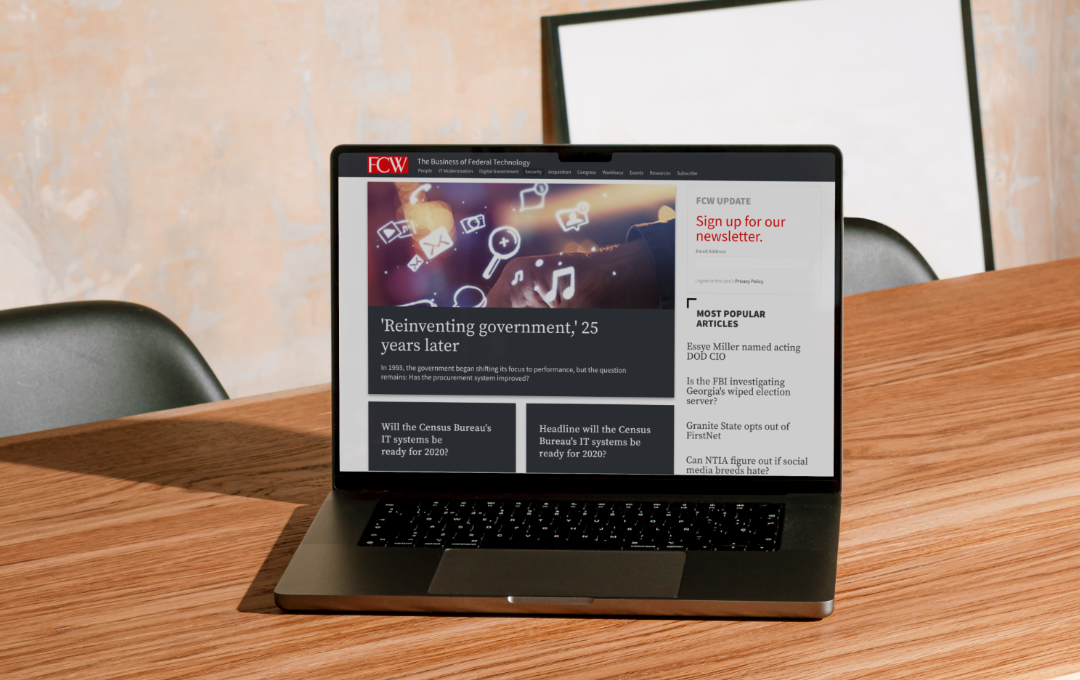 FCW
The Business of Federal Technology
People IT Modernization Digital Government Security Acquisition Congress Workforce Events Resources Subscribe
'Reinventing government,' 25
years later
In 1993, the government began shifting its focus to performance, but the question
remains: Has the procurement system improved?
Will the Census Bureau's
IT systems be
ready for 2020?
Headline will the Census
Bureau's IT systems be
ready for 2020?
FCW UPDATE
Sign up for our
newsletter.
Email Address
I agree to this site's Privacy Policy.
MOST POPULAR
ARTICLES
Essye Miller named acting
DOD CIO
Is the FBI investigating
Georgia's wiped election
server?
Granite State opts out of
FirstNet
Can NTIA figure out if social
media breeds hate?